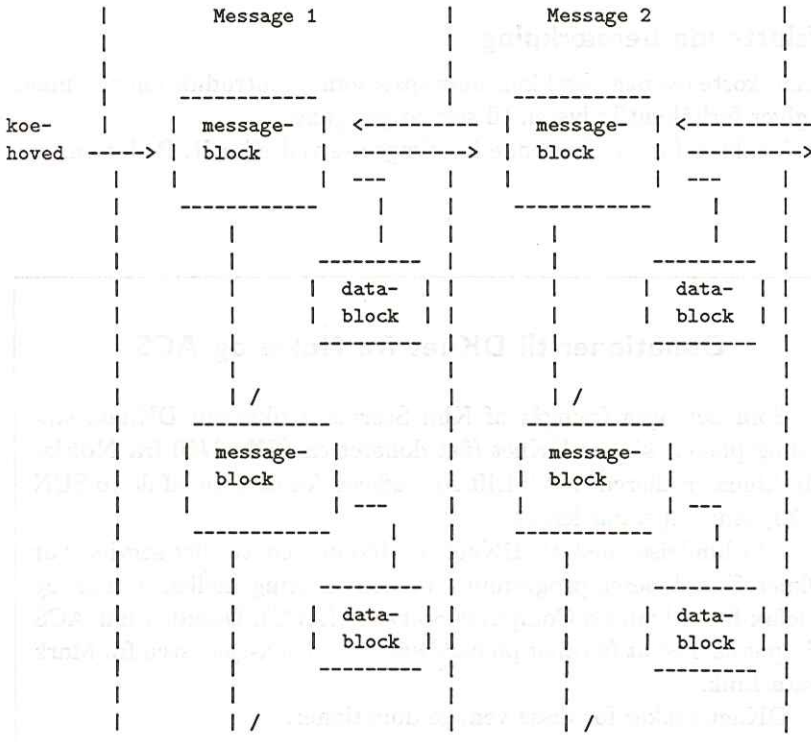 Message 1 Message 2
koe- message- message-
hoved block block
data- data-
block block
message- message-
block block
data- data-
block block